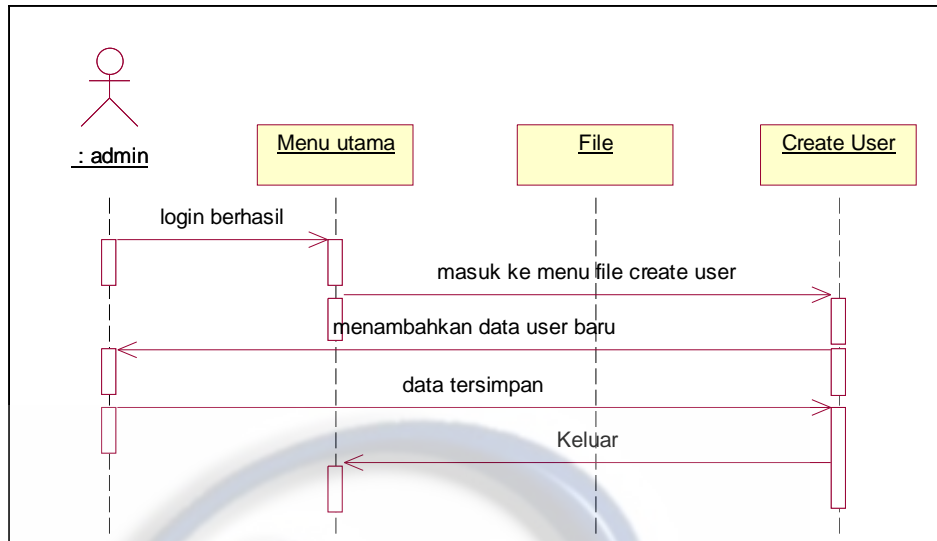 : admin
Menu utama
File
Create User
login berhasil
masuk ke menu file create user
menambahkan data user baru
data tersimpan
Keluar